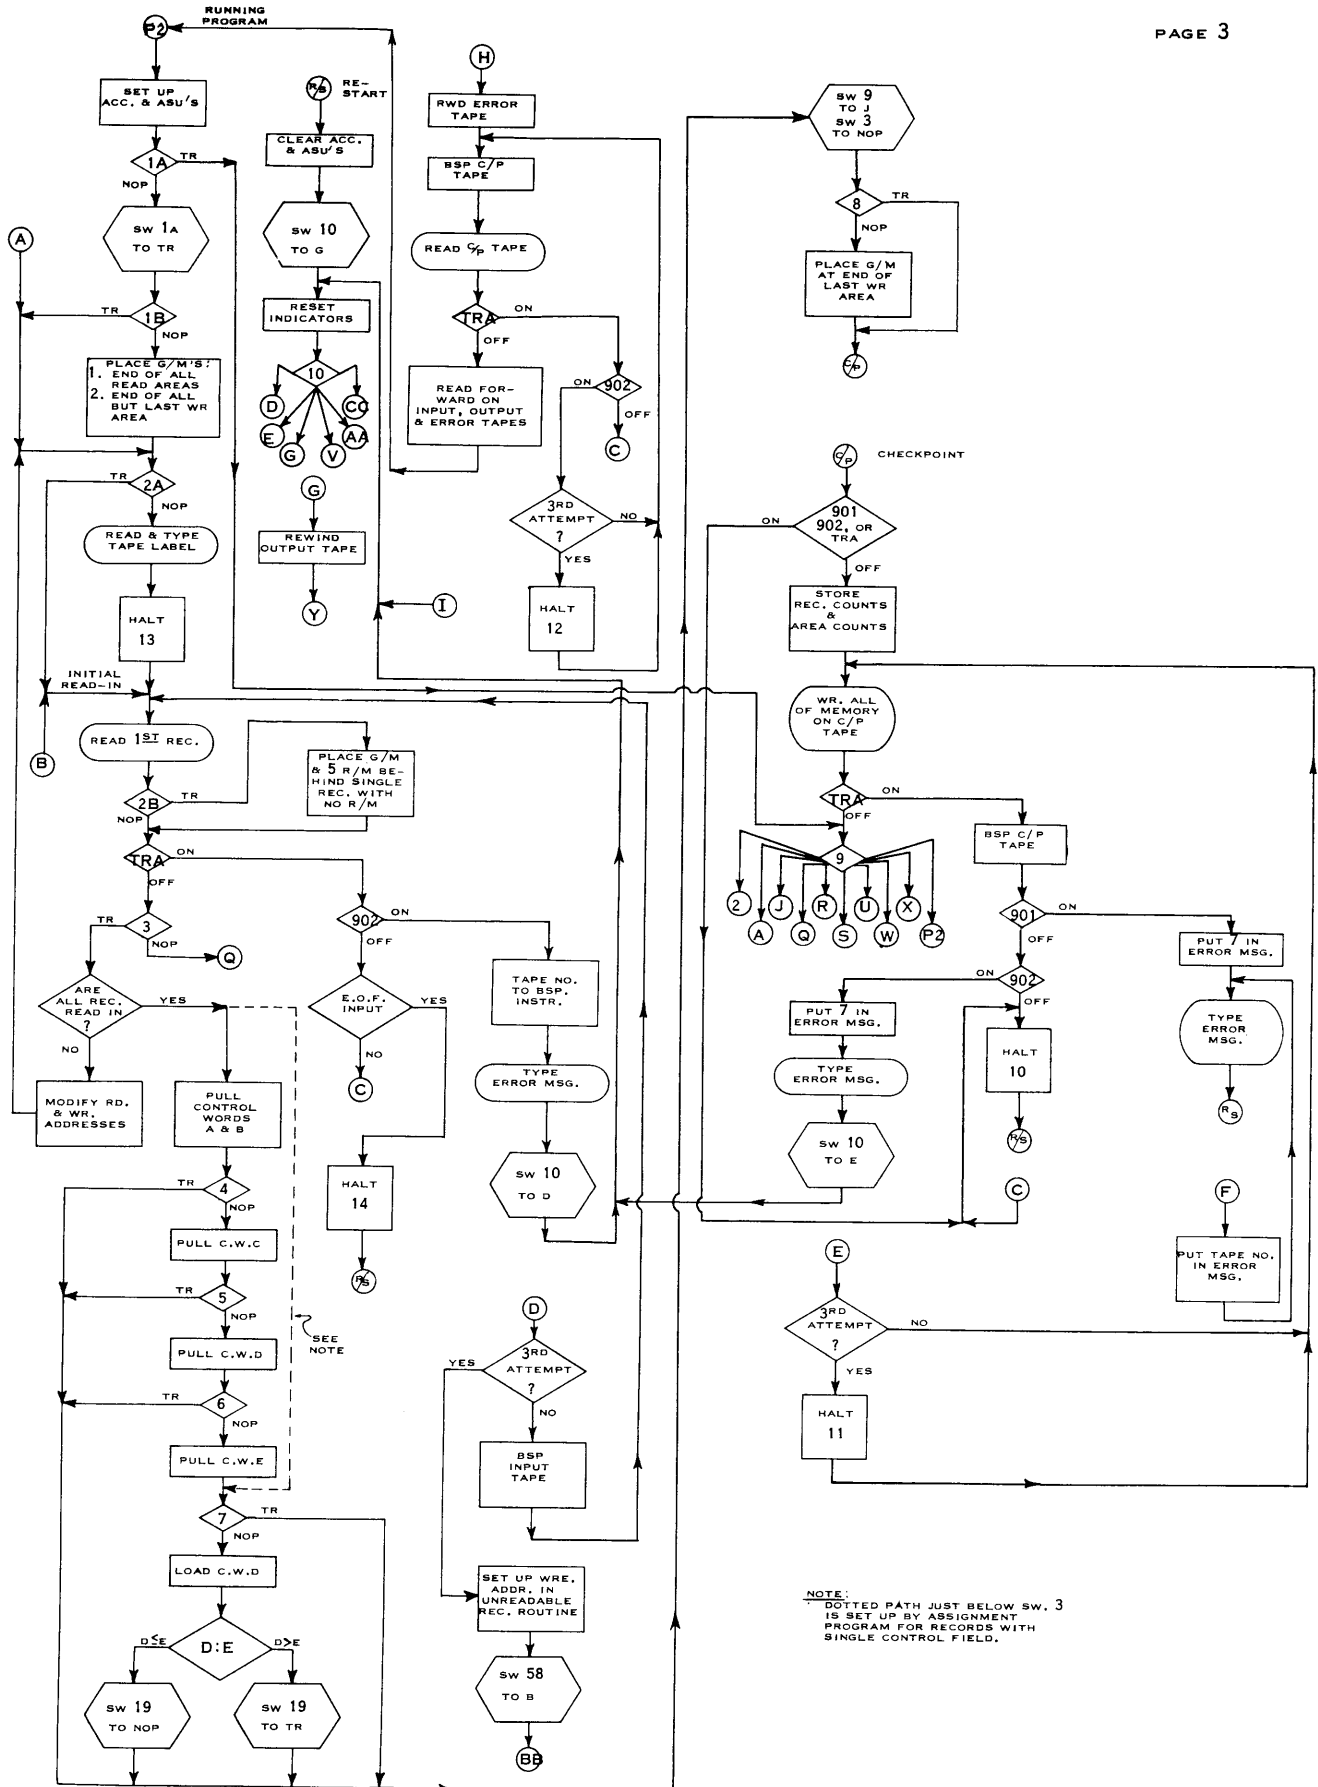 PAGE 3
RUNNING
PROGRAM
P2
SET UP
ACC. & ASU'S
1A
TR
NOP
SW 1A
TO TR
A
1B
TR
NOP
PLACE G/M'S:
1. END OF ALL
READ AREAS
2. END OF ALL
BUT LAST WR
AREA
2A
TR
NOP
READ & TYPE
TAPE LABEL
HALT
13
INITIAL
READ-IN
B
READ 1ST REC.
2B
TR
NOP
PLACE G/M
& 5 R/M BE-
HIND SINGLE
REC. WITH
NO R/M
TRA
ON
OFF
3
TR
NOP
Q
ARE
ALL REC.
READ IN
?
YES
NO
MODIFY RD.
& WR.
ADDRESSES
PULL
CONTROL
WORDS
A & B
4
TR
NOP
PULL C.W.C
5
TR
NOP
PULL C.W.D
SEE
NOTE
6
TR
NOP
PULL C.W.E
7
TR
NOP
LOAD C.W.D
D:E
D≤E
D>E
SW 19
TO NOP
SW 19
TO TR
R/S
RE-
START
CLEAR ACC.
& ASU'S
SW 10
TO G
RESET
INDICATORS
10
D
E
G
V
AA
CC
G
REWIND
OUTPUT TAPE
Y
I
H
RWD ERROR
TAPE
BSP C/P
TAPE
READ C/P TAPE
TRA
ON
OFF
READ FOR-
WARD ON
INPUT, OUTPUT
& ERROR TAPES
902
ON
OFF
C
3RD
ATTEMPT
?
NO
YES
HALT
12
902
ON
OFF
E.O.F.
INPUT
YES
NO
C
HALT
14
R/S
TAPE NO.
TO BSP.
INSTR.
TYPE
ERROR MSG.
SW 10
TO D
D
3RD
ATTEMPT
?
YES
NO
BSP
INPUT
TAPE
SET UP WRE.
ADDR. IN
UNREADABLE
REC. ROUTINE
SW 58
TO B
BB
SW 9
TO J
SW 3
TO NOP
8
TR
NOP
PLACE G/M
AT END OF
LAST WR
AREA
C/P
C/P
CHECKPOINT
901
902, OR
TRA
ON
OFF
STORE
REC. COUNTS
&
AREA COUNTS
WR. ALL
OF MEMORY
ON C/P
TAPE
TRA
ON
OFF
9
2
A
J
Q
R
S
U
W
X
P2
BSP C/P
TAPE
901
ON
OFF
PUT 7 IN
ERROR MSG.
TYPE
ERROR
MSG.
R/S
902
ON
OFF
PUT 7 IN
ERROR MSG.
TYPE
ERROR MSG.
SW 10
TO E
HALT
10
R/S
C
F
PUT TAPE NO.
IN ERROR
MSG.
E
3RD
ATTEMPT
?
NO
YES
HALT
11
NOTE:
DOTTED PATH JUST BELOW SW. 3
IS SET UP BY ASSIGNMENT
PROGRAM FOR RECORDS WITH
SINGLE CONTROL FIELD.